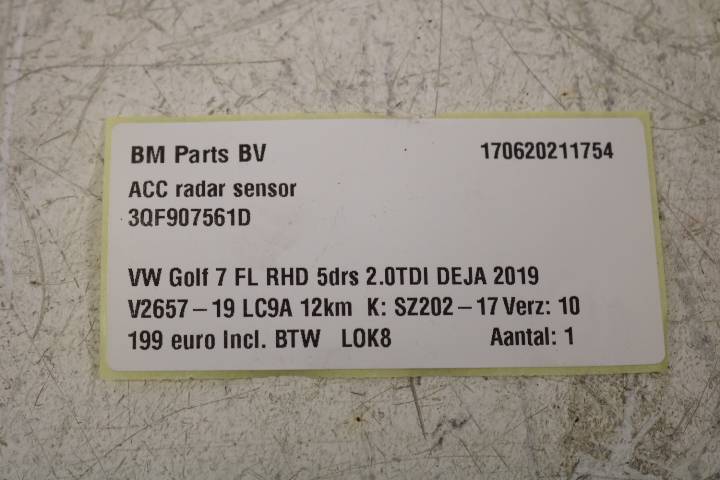 BM Parts BV 170620211754
ACC radar sensor
3QF907561D
VW Golf 7 FL RHD 5drs 2.0TDI DEJA 2019
V2657-19 LC9A 12km K: SZ202-17 Verz: 10
199 euro Incl. BTW LOK8 Aantal: 1